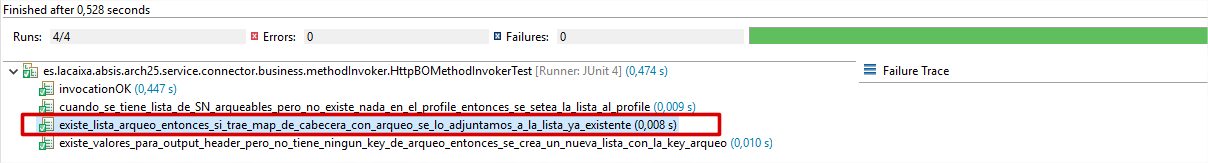 Finished after 0,528 seconds
Runs: 4/4 Errors: 0 Failures: 0
es.lacaixa.absis.arch25.service.connector.business.methodInvoker.HttpBOMethodInvokerTest [Runner: JUnit 4] (0,474 s)
Failure Trace
invocationOK (0,447 s)
cuando_se_tiene_lista_de_SN_arqueables_pero_no_existe_nada_en_el_profile_entonces_se_setea_la_lista_al_profile (0,009 s)
existe_lista_arqueo_entonces_si_trae_map_de_cabecera_con_arqueo_se_lo_adjuntamos_a_la_lista_ya_existente (0,008 s)
existe_valores_para_output_header_pero_no_tiene_ningun_key_de_arqueo_entonces_se_crea_un_nueva_lista_con_la_key_arqueo (0,010 s)